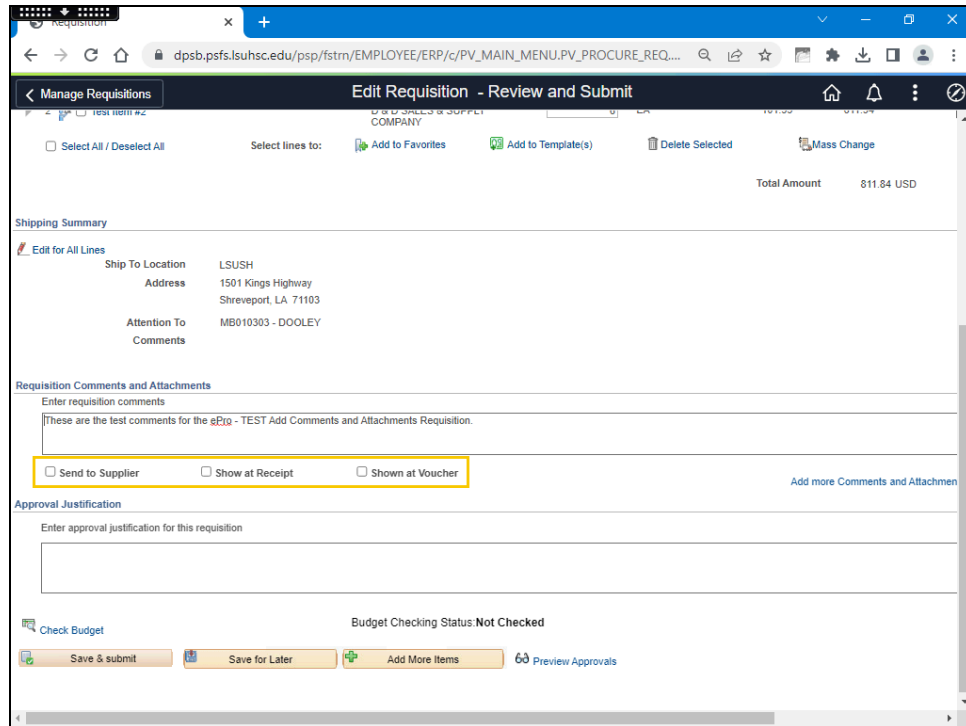 Requisition
dpsb.psfs.lsuhsc.edu/psp/fstrn/EMPLOYEE/ERP/c/PV_MAIN_MENU.PV_PROCURE_REQ....
Manage Requisitions
Edit Requisition - Review and Submit
2 Test Item #2 D & D SALES & SUPPLY COMPANY 8 EA
Select All / Deselect All Select lines to: Add to Favorites Add to Template(s) Delete Selected Mass Change
Total Amount 811.84 USD
Shipping Summary
Edit for All Lines
Ship To Location LSUSH
Address 1501 Kings Highway
Shreveport, LA 71103
Attention To MB010303 - DOOLEY
Comments
Requisition Comments and Attachments
Enter requisition comments
These are the test comments for the ePro - TEST Add Comments and Attachments Requisition.
Send to Supplier Show at Receipt Shown at Voucher
Add more Comments and Attachmen
Approval Justification
Enter approval justification for this requisition
Check Budget
Budget Checking Status:Not Checked
Save & submit Save for Later Add More Items Preview Approvals